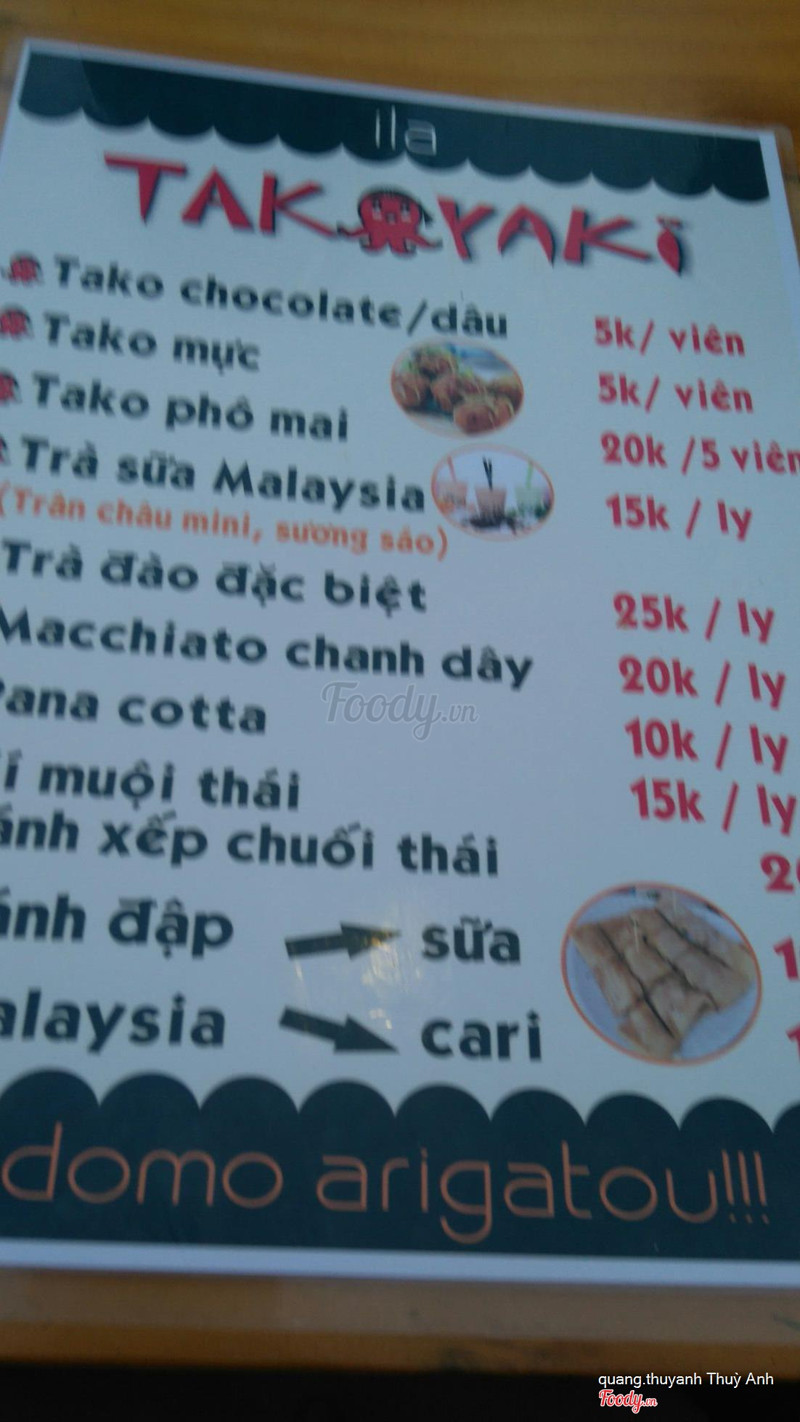 ila
TAKOYAKi
Tako chocolate/dâu 5k/ viên
Tako mực 5k/ viên
Tako phô mai 20k /5 viên
Trà sữa Malaysia 15k / ly
(Trân châu mini, sương sáo)
Trà đào đặc biệt 25k / ly
Macchiato chanh dây 20k / ly
Pana cotta 10k / ly
í muội thái 15k / ly
ánh xếp chuối thái
ánh đập sữa
alaysia cari
domo arigatou!!!
Foody.vn
quang.thuyanh Thuỳ Anh
Foody.vn